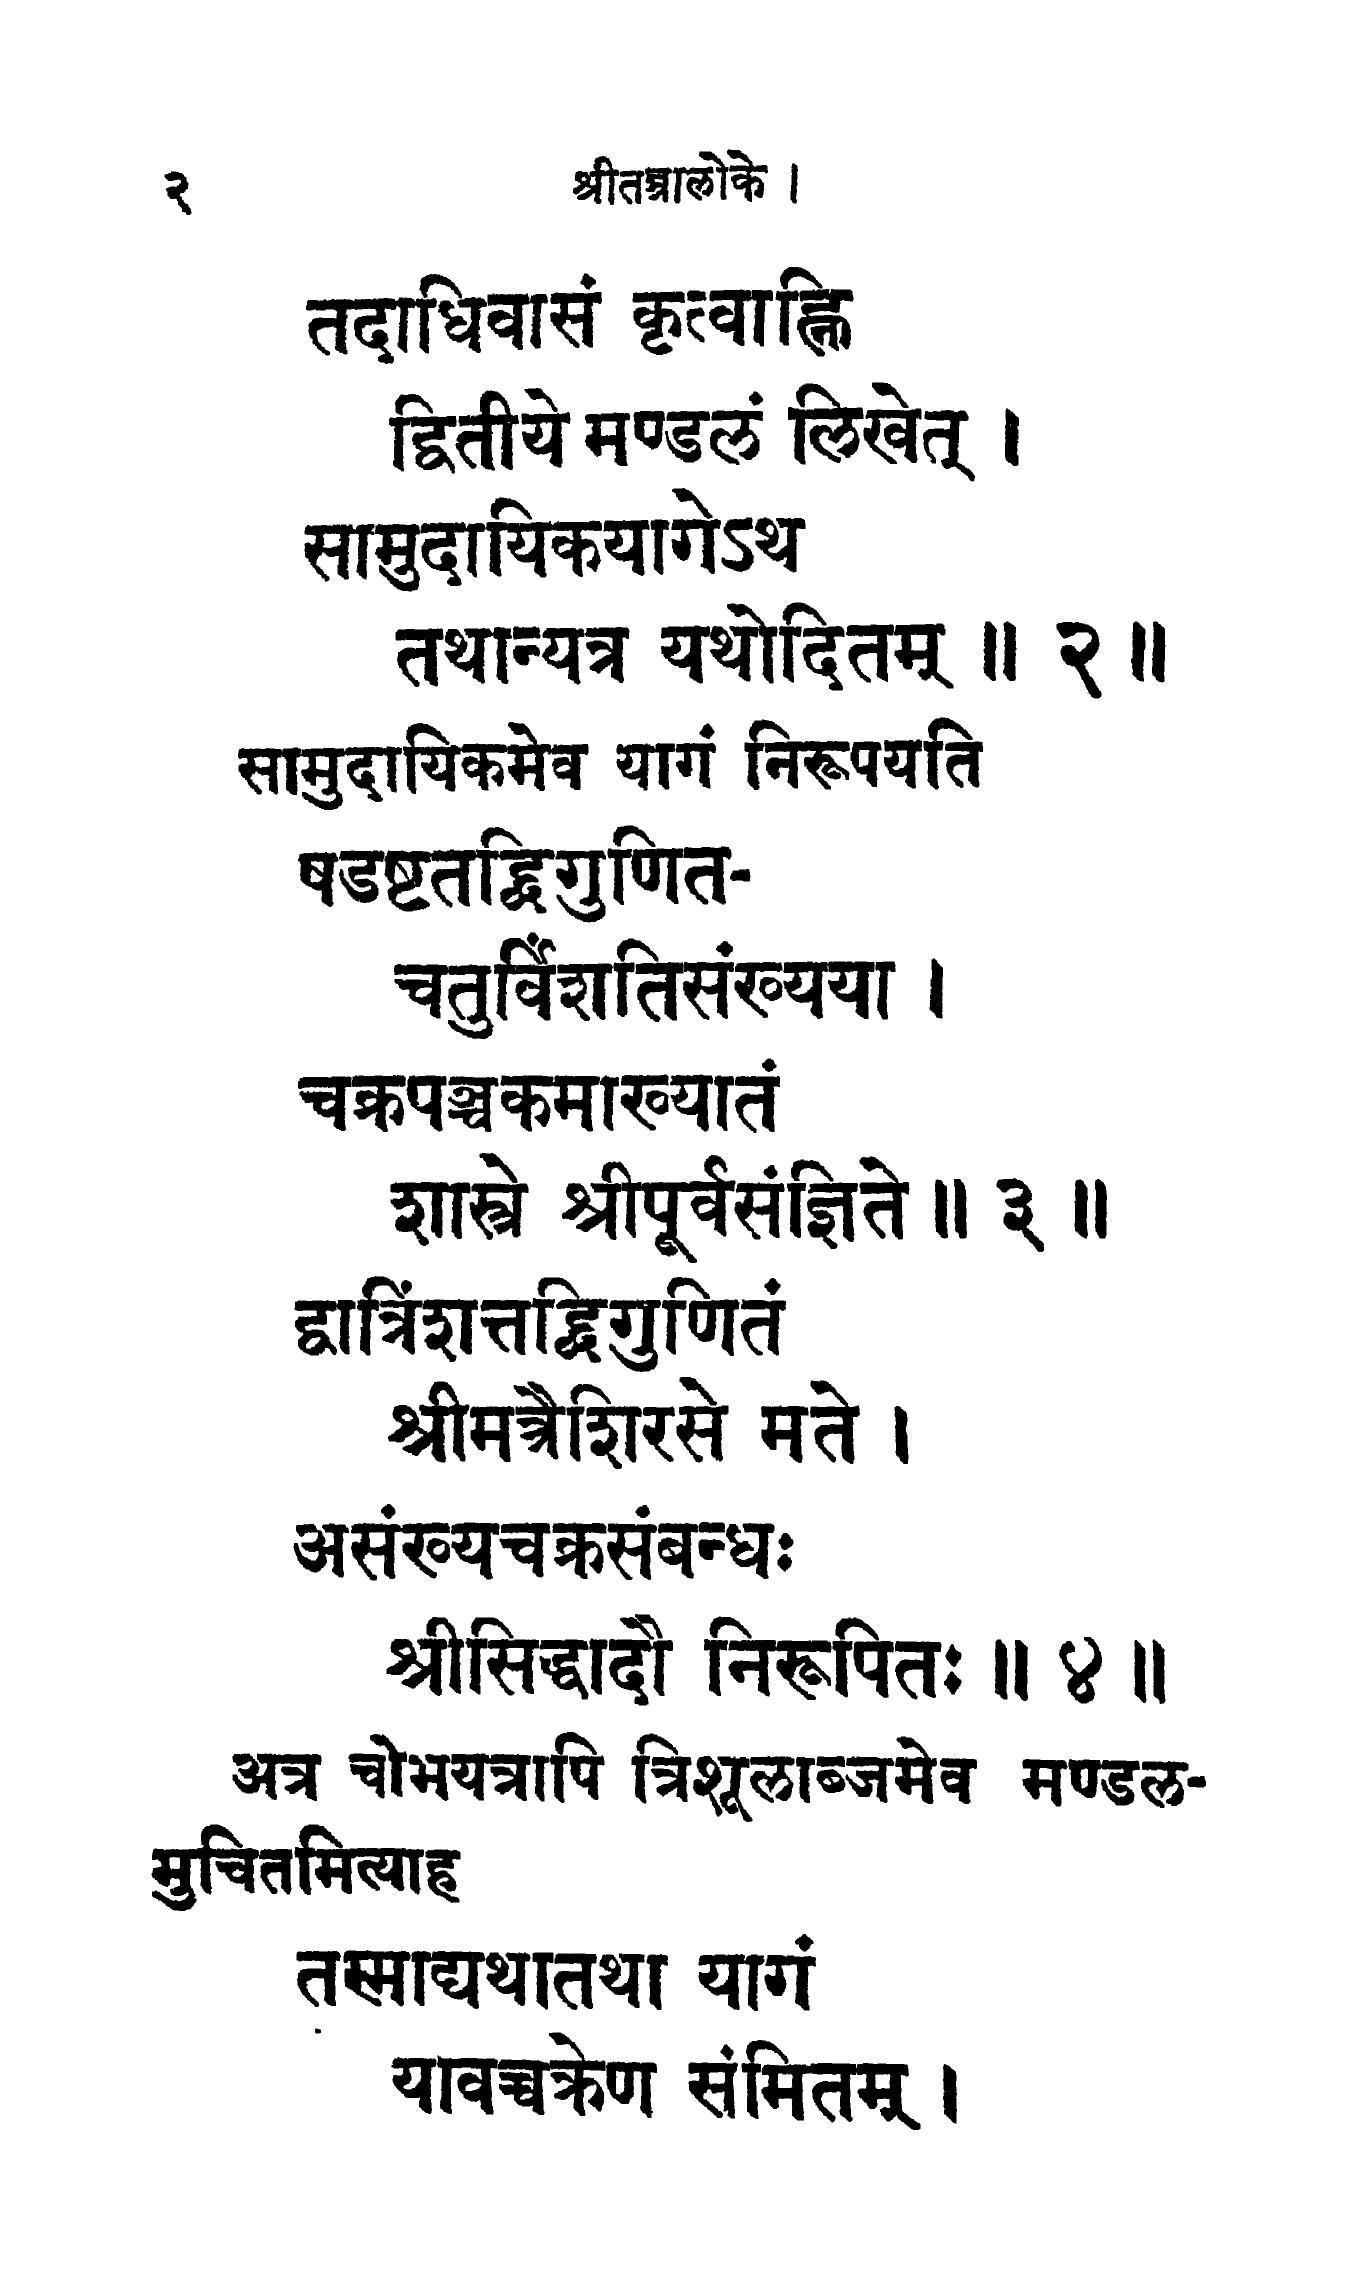 २ श्रीतन्त्रालोके ।
तदाधिवासं कृत्वाह्नि
द्वितीये मण्डलं लिखेत् ।
सामुदायिकयागेऽथ
तथान्यत्र यथोदितम् ॥ २ ॥
सामुदायिकमेव यागं निरूपयति
षडष्टतद्द्विगुणित-
चतुर्विंशतिसंख्यया ।
चक्रपञ्चकमाख्यातं
शास्त्रे श्रीपूर्वसंज्ञिते ॥ ३ ॥
द्वात्रिंशत्तद्द्विगुणितं
श्रीमत्त्रैशिरसे मते ।
असंख्यचक्रसंबन्धः
श्रीसिद्धादौ निरूपितः ॥ ४ ॥
अत्र चोभयत्रापि त्रिशूलाब्जमेव मण्डल-
मुचितमित्याह
तस्माद्यथातथा यागं
यावच्चक्रेण संमितम् ।